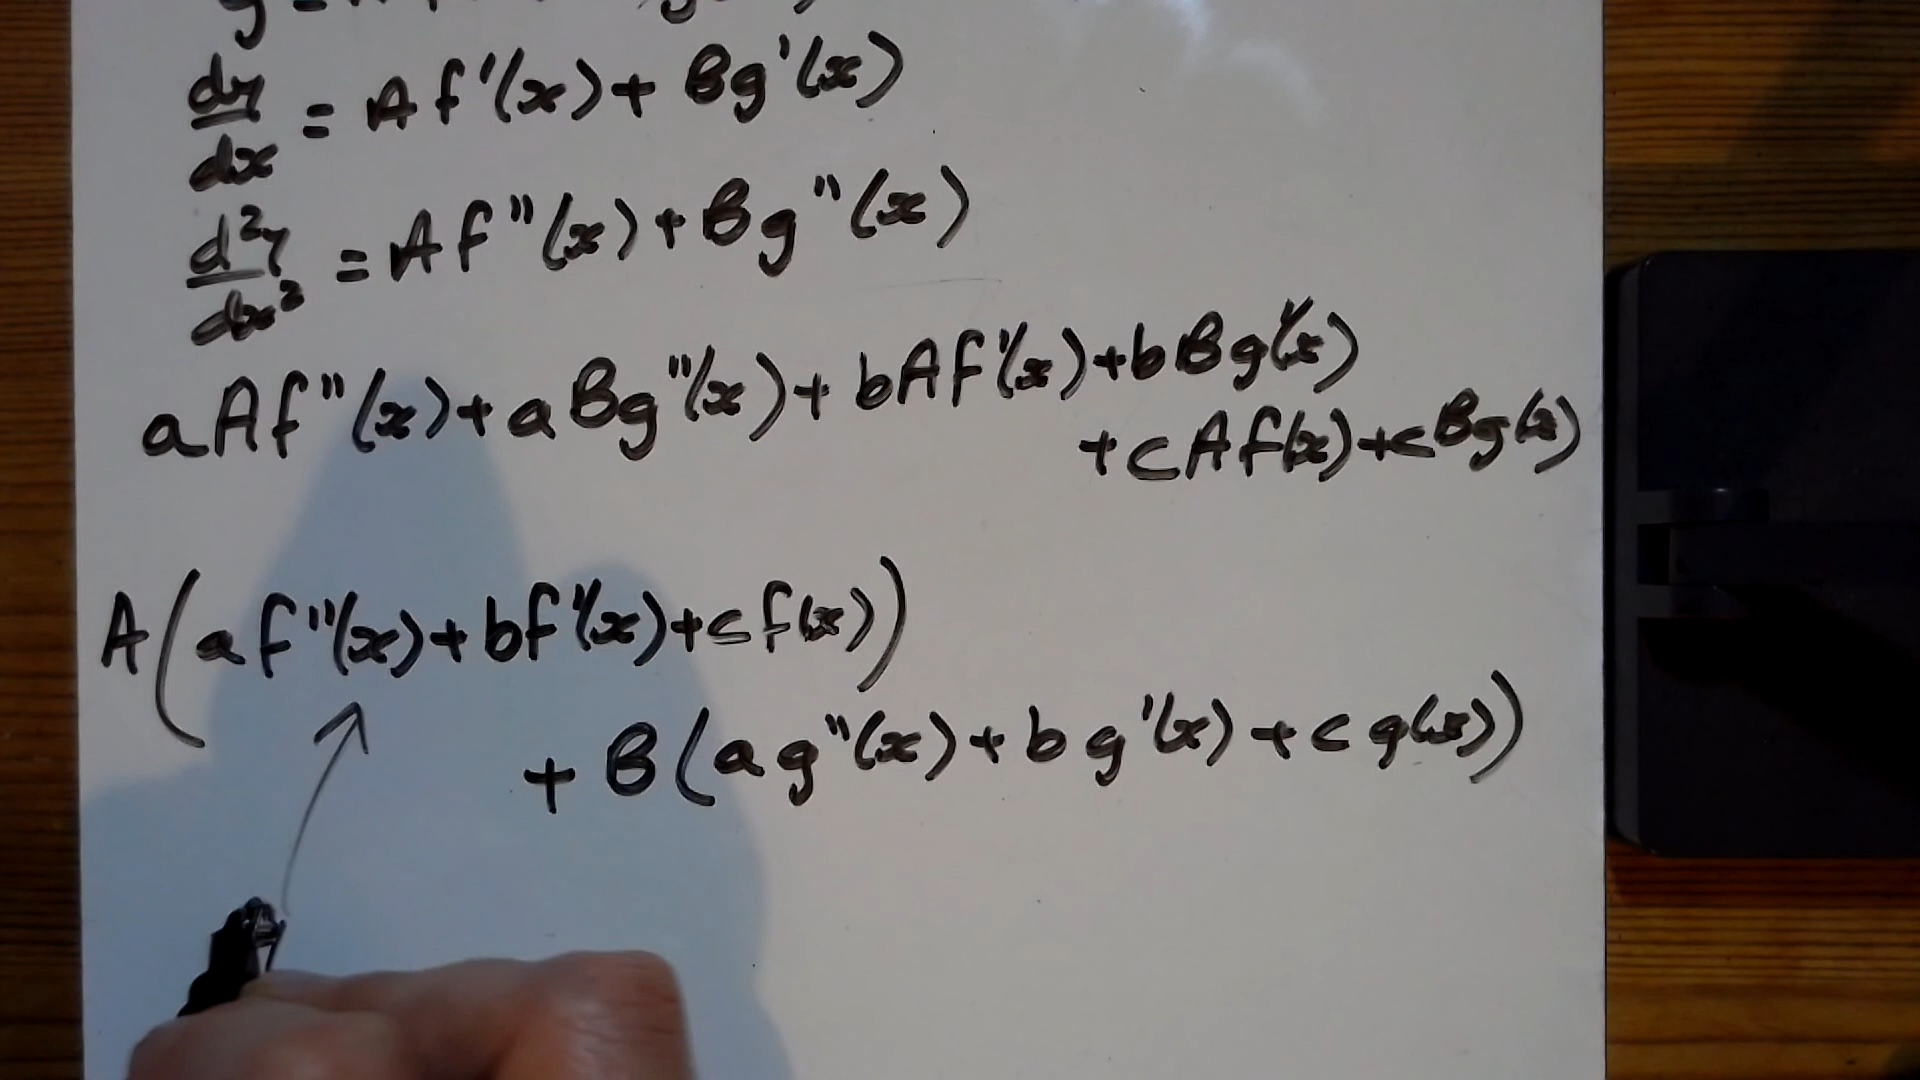 dy/dx = Af'(x) + Bg'(x)
d²y/dx² = Af''(x) + Bg''(x)
aAf''(x) + aBg''(x) + bAf'(x) + bBg'(x)
+ cAf(x) + cBg(x)
A(af''(x) + bf'(x) + cf(x))
+ B(ag''(x) + bg'(x) + cg(x))